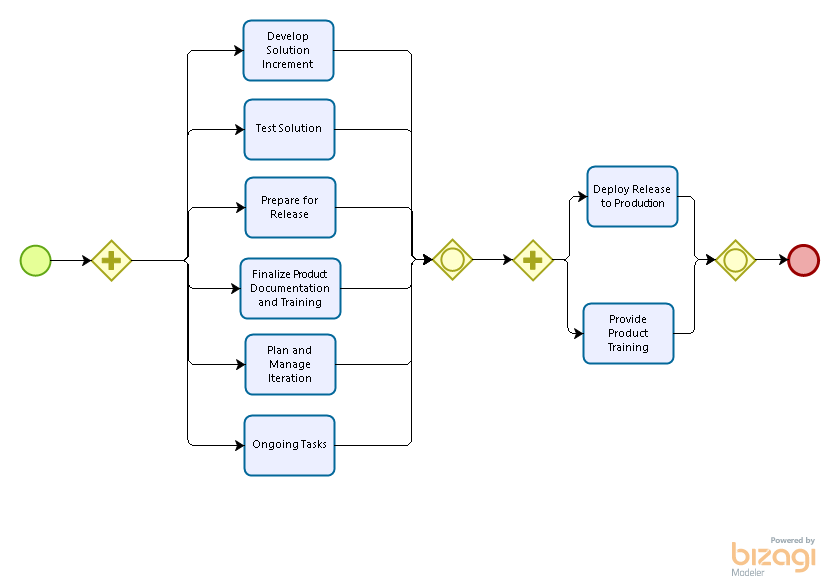 Develop
Solution
Increment
Test Solution
Prepare for
Release
Finalize Product
Documentation
and Training
Plan and
Manage
Iteration
Ongoing Tasks
Deploy Release
to Production
Provide
Product
Training
Powered by
bizagi
Modeler